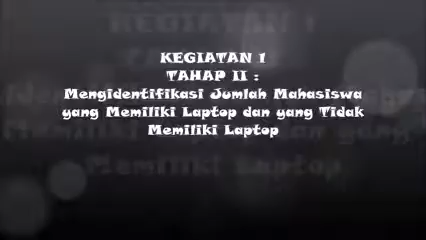 KEGIATAN 1
TAHAP II :
Mengidentifikasi Jumlah Mahasiswa
yang Memiliki Laptop dan yang Tidak
Memiliki Laptop